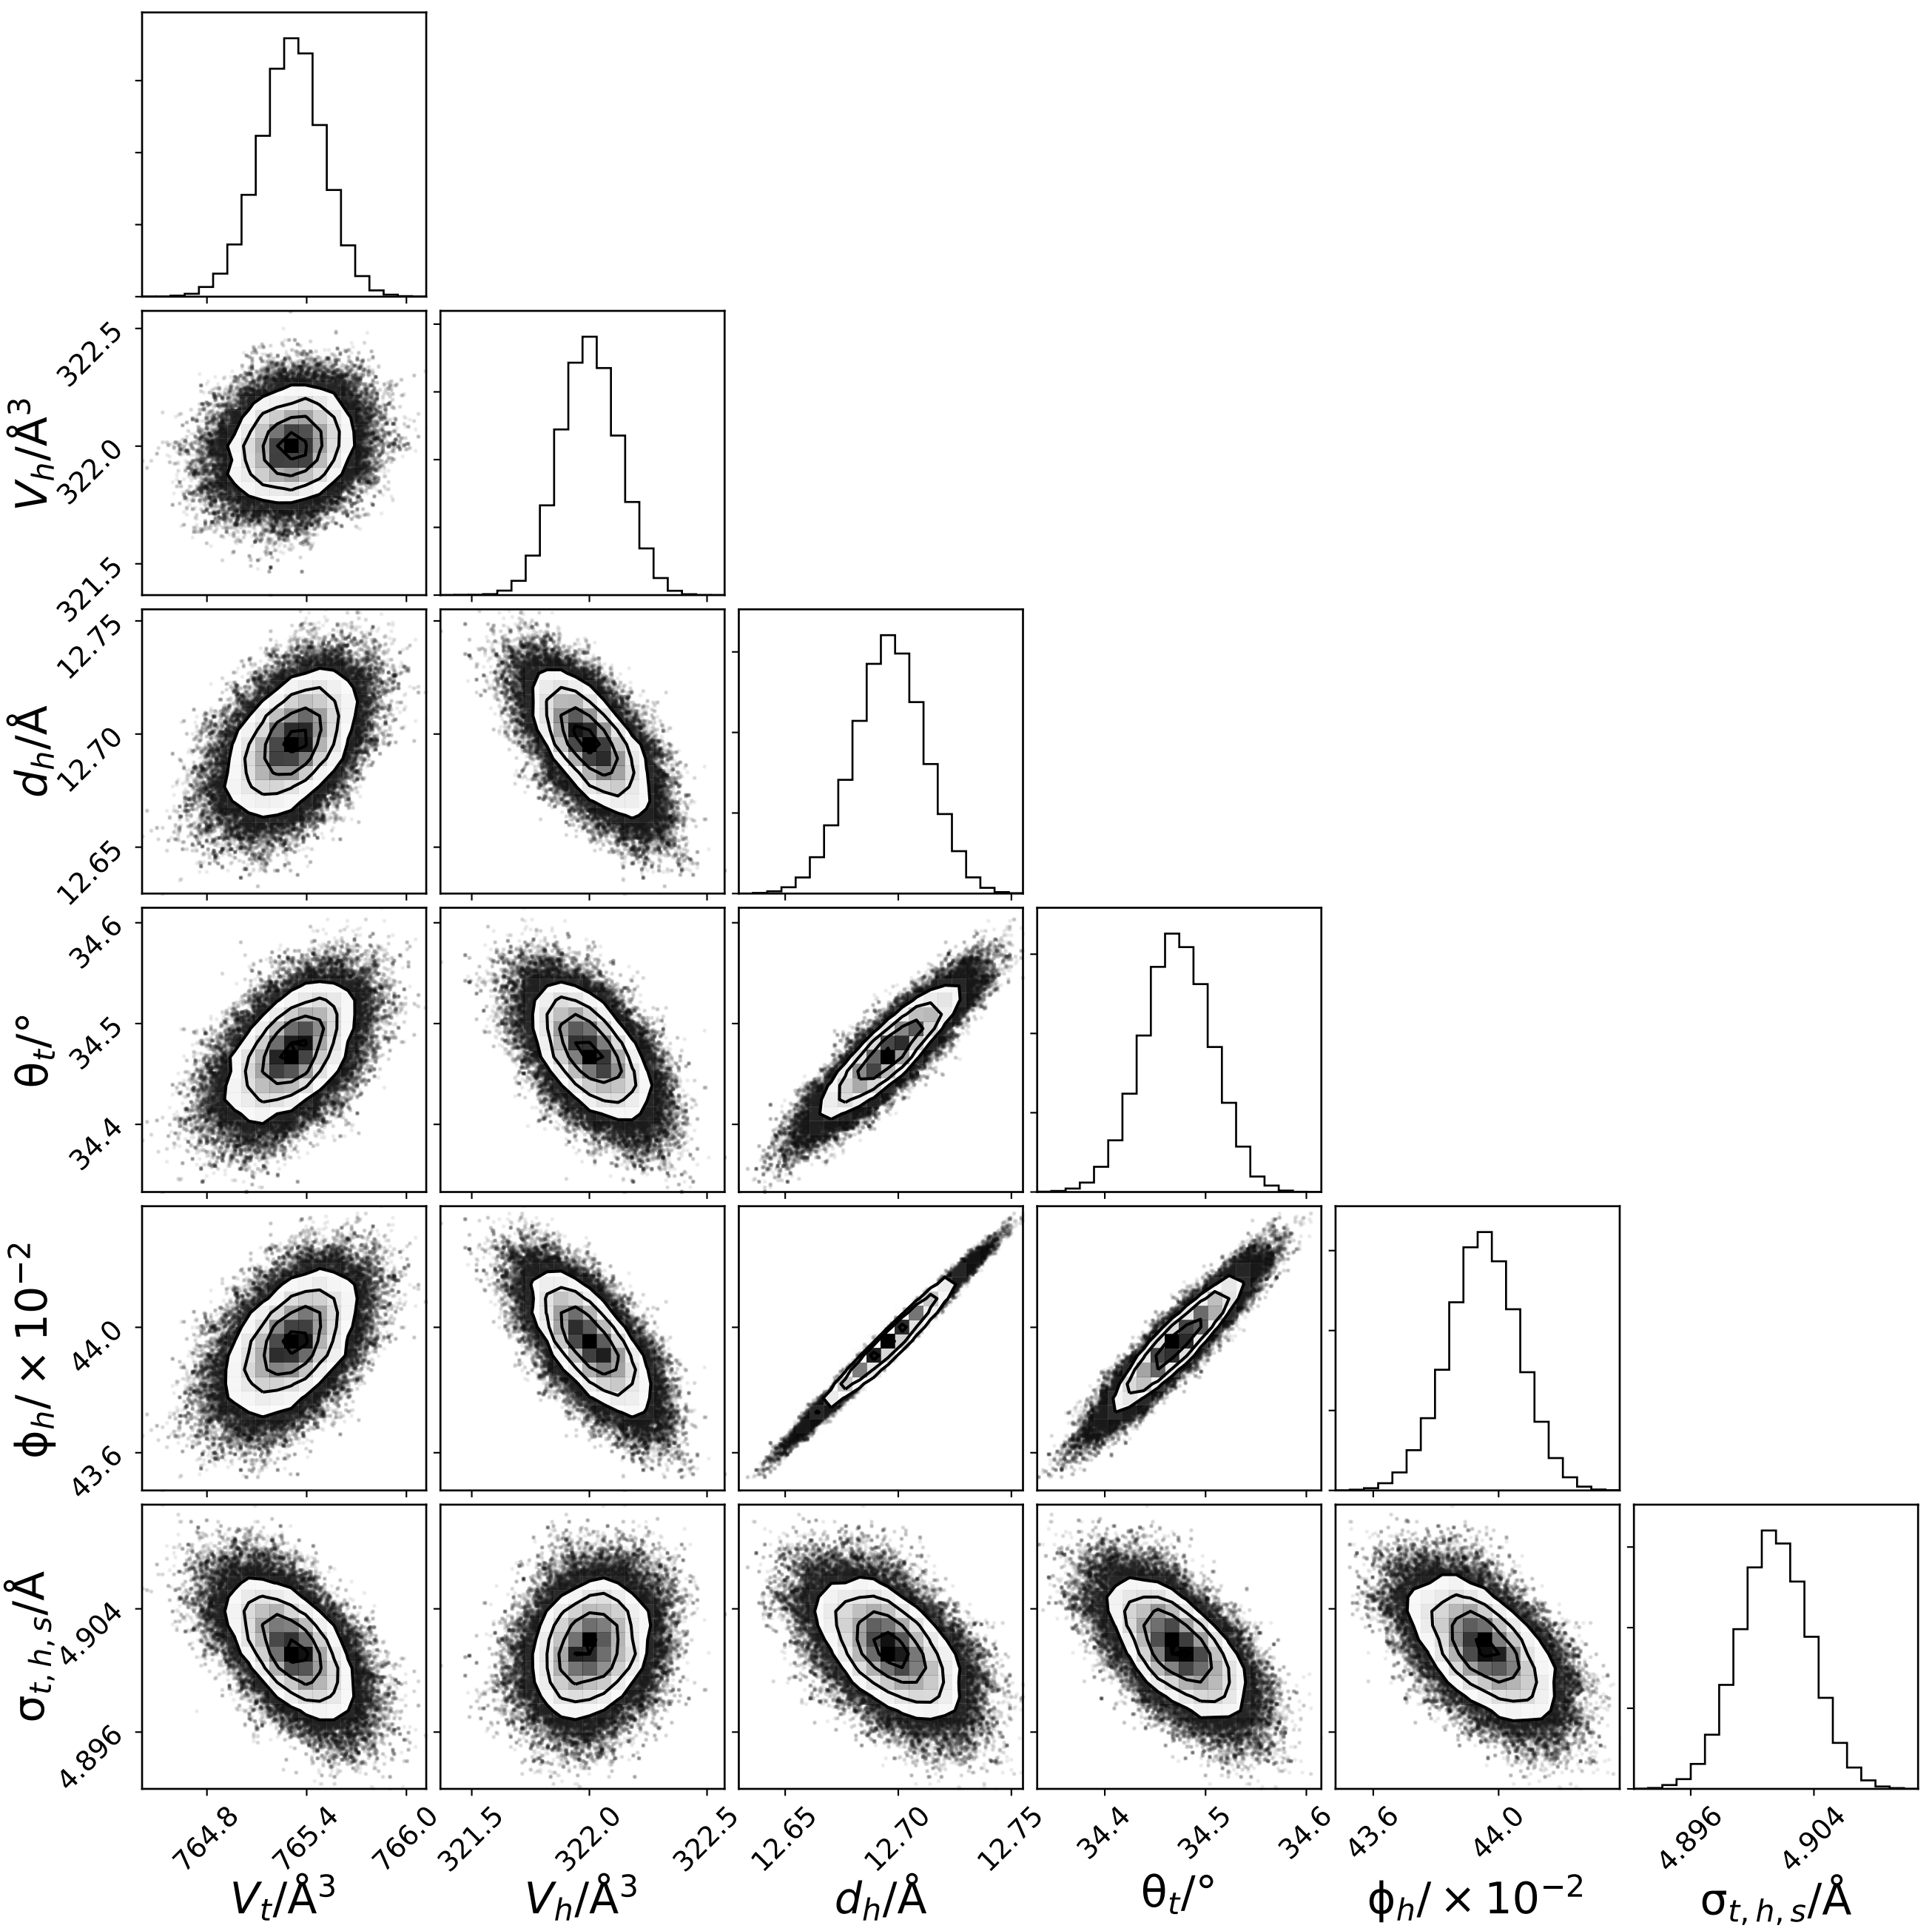 322.5
322.0
321.5
V_h/Å^3
12.75
12.70
12.65
d_h/Å
34.6
34.5
34.4
θ_t/°
44.0
43.6
ϕ_h/ × 10^{−2}
4.904
4.896
σ_{t, h, s}/Å
764.8 765.4 766.0 321.5 322.0 322.5 12.65 12.70 12.75 34.4 34.5 34.6 43.6 44.0 4.896 4.904
V_t/Å^3 V_h/Å^3 d_h/Å θ_t/° ϕ_h/ × 10^{−2} σ_{t, h, s}/Å